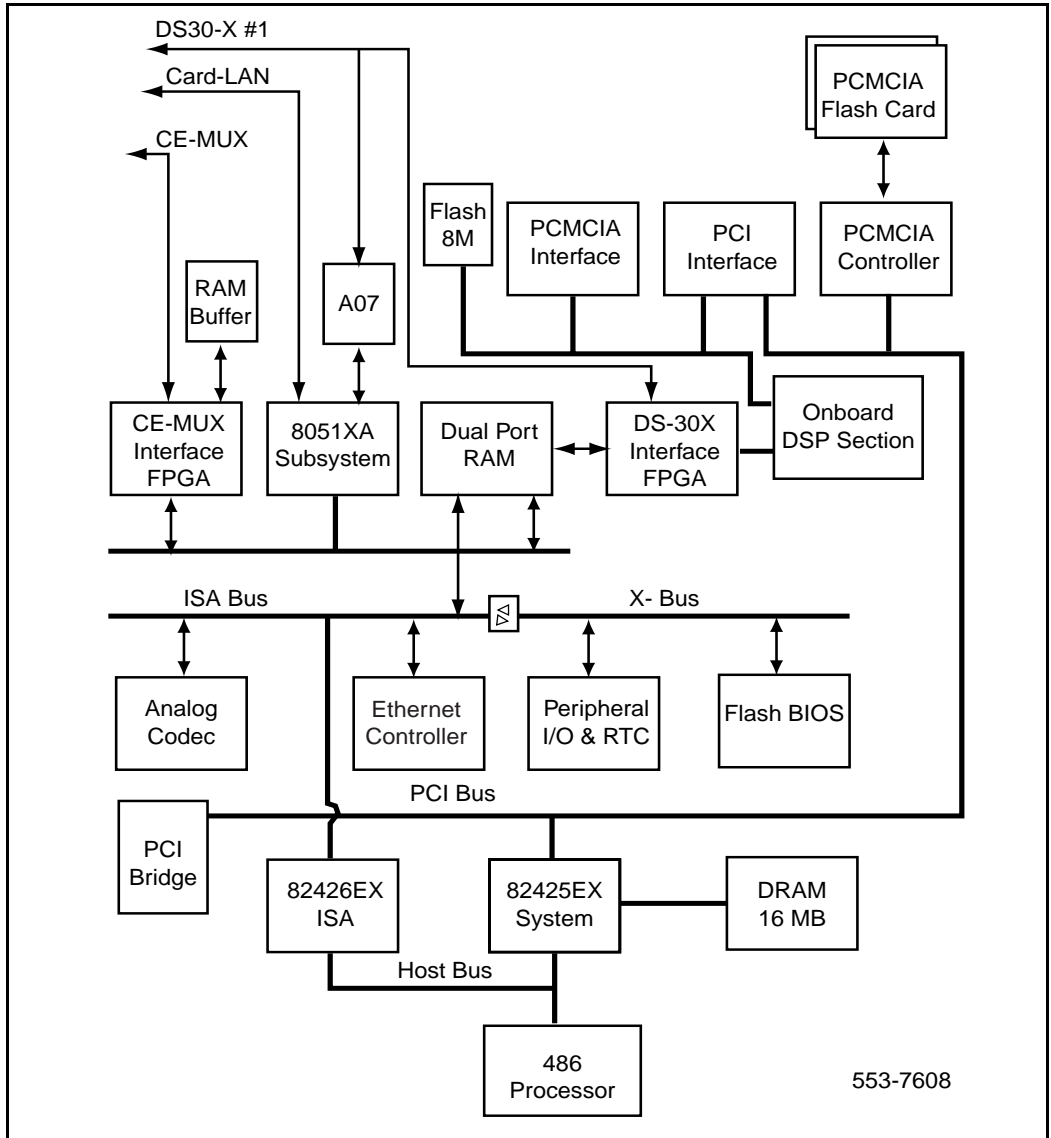 DS30-X #1
Card-LAN
CE-MUX
PCMCIA
Flash Card
Flash
8M
PCMCIA
Interface
PCI
Interface
PCMCIA
Controller
RAM
Buffer
A07
CE-MUX
Interface
FPGA
8051XA
Subsystem
Dual Port
RAM
DS-30X
Interface
FPGA
Onboard
DSP Section
ISA Bus
X- Bus
Analog
Codec
Ethernet
Controller
Peripheral
I/O & RTC
Flash BIOS
PCI Bus
PCI
Bridge
82426EX
ISA
82425EX
System
DRAM
16 MB
Host Bus
486
Processor
553-7608